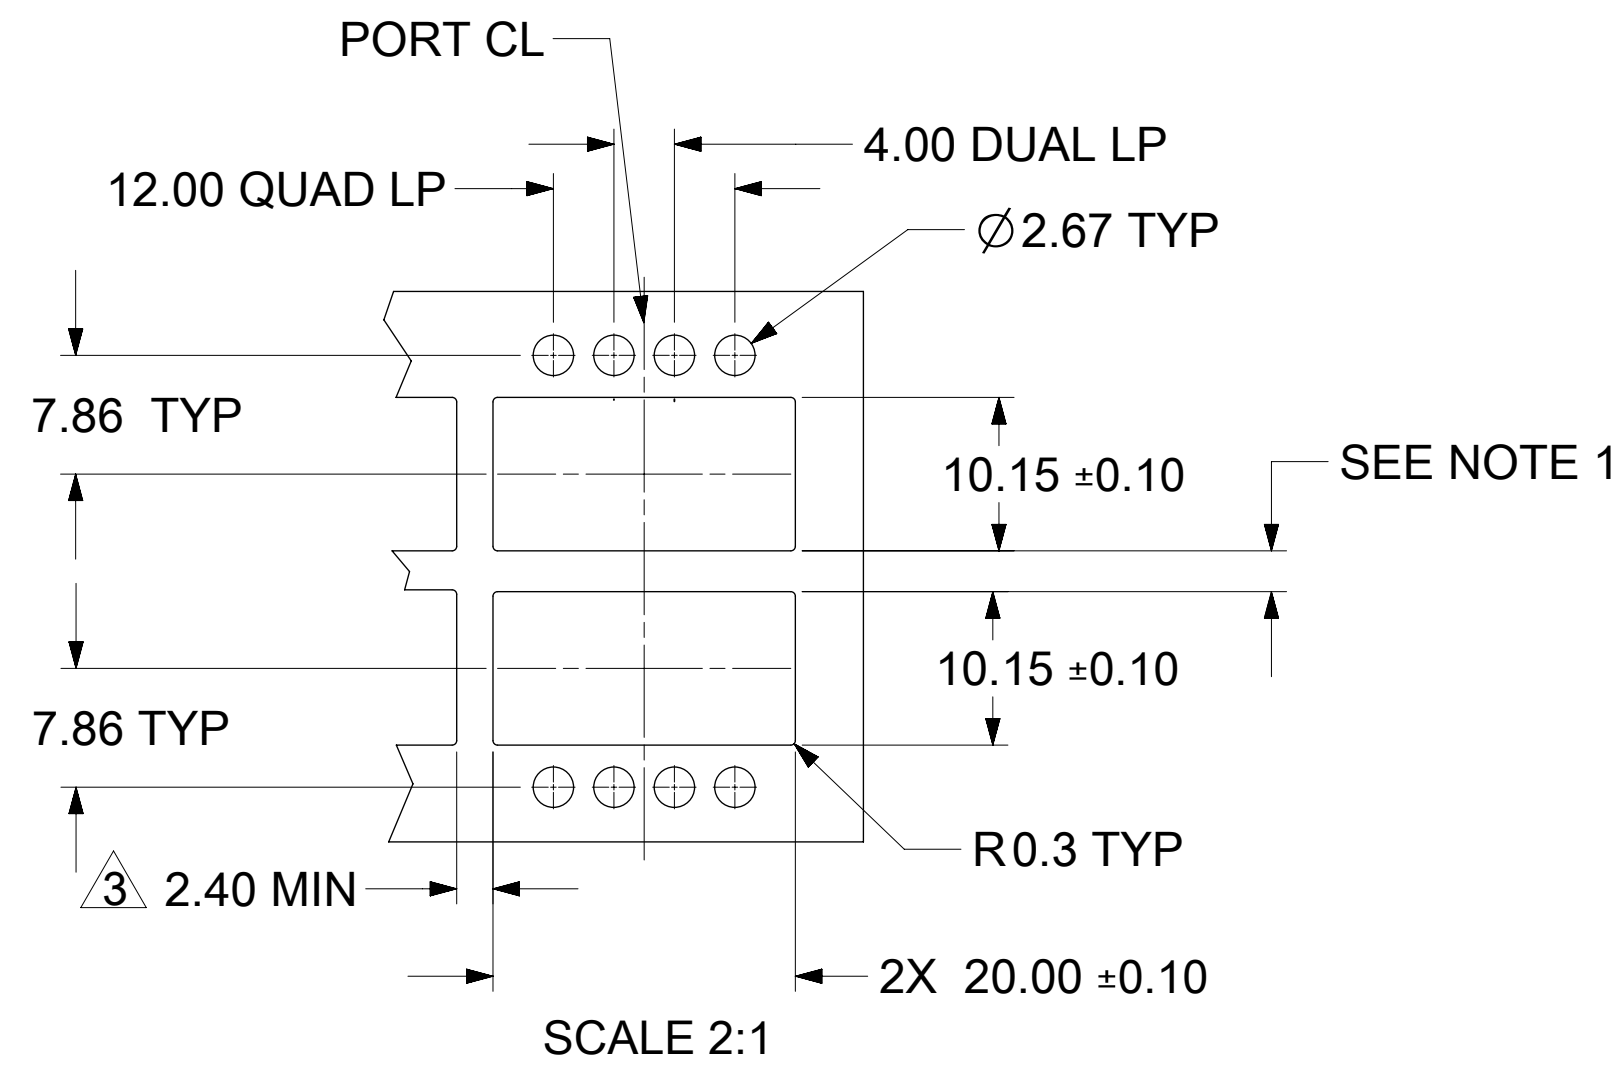 PORT CL
4.00 DUAL LP
12.00 QUAD LP
∅2.67 TYP
7.86 TYP
10.15 ±0.10
SEE NOTE 1
10.15 ±0.10
7.86 TYP
R0.3 TYP
3 2.40 MIN
2X 20.00 ±0.10
SCALE 2:1